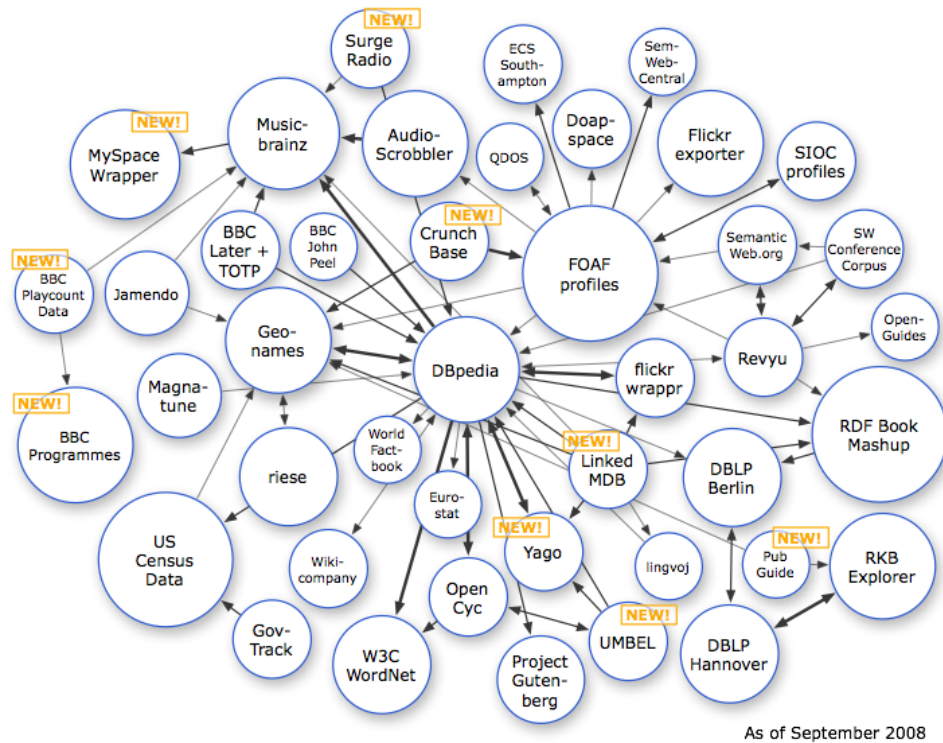 NEW!
Surge
Radio
ECS
South-
ampton
Sem-
Web-
Central
NEW!
MySpace
Wrapper
Music-
brainz
Audio-
Scrobbler
QDOS
Doap-
space
Flickr
exporter
SIOC
profiles
NEW!
BBC
Playcount
Data
Jamendo
BBC
Later +
TOTP
BBC
John
Peel
NEW!
Crunch
Base
FOAF
profiles
Semantic
Web.org
SW
Conference
Corpus
Geo-
names
DBpedia
flickr
wrappr
Revyu
Open-
Guides
Magna-
tune
NEW!
BBC
Programmes
riese
World
Fact-
book
NEW!
Linked
MDB
DBLP
Berlin
RDF Book
Mashup
US
Census
Data
Wiki-
company
Euro-
stat
NEW!
Yago
lingvoj
NEW!
Pub
Guide
RKB
Explorer
Gov-
Track
W3C
WordNet
Open
Cyc
Project
Guten-
berg
NEW!
UMBEL
DBLP
Hannover
As of September 2008